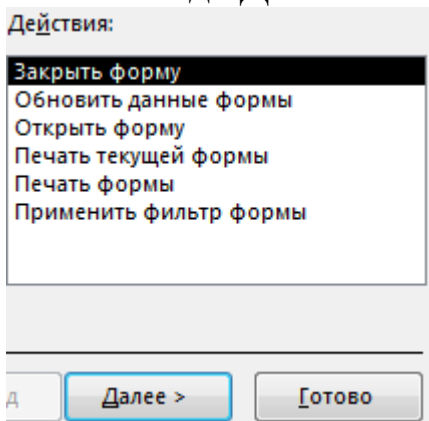 Действия:
Закрыть форму
Обновить данные формы
Открыть форму
Печать текущей формы
Печать формы
Применить фильтр формы
д
Далее >
Готово